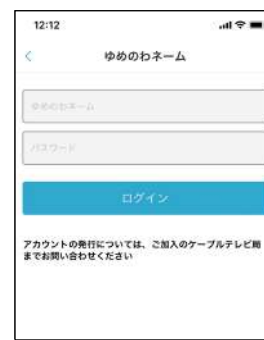 12:12
ゆめのわネーム
ゆめのわネーム
パスワード
ログイン
アカウントの発行については、ご加入のケーブルテレビ局
までお問い合わせください